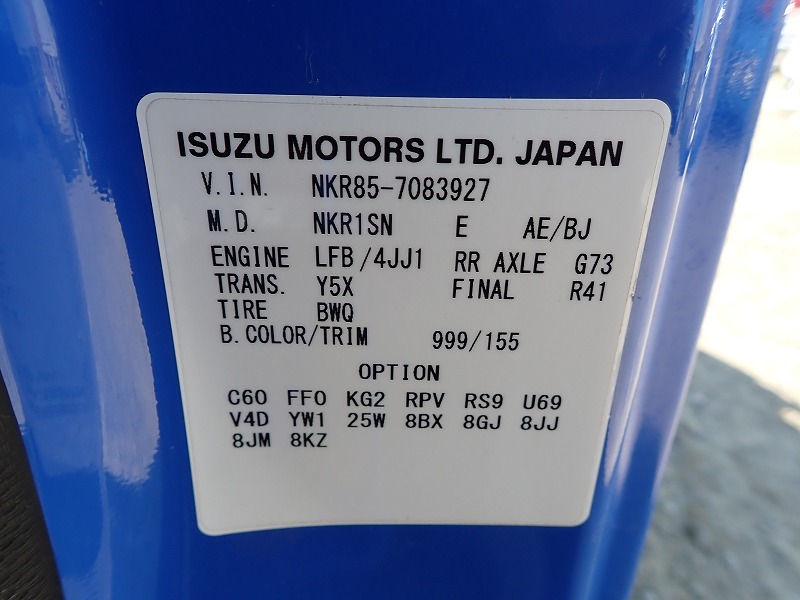 ISUZU MOTORS LTD. JAPAN
V.I.N. NKR85-7083927
M.D. NKR1SN E AE/BJ
ENGINE LFB/4JJ1 RR AXLE G73
TRANS. Y5X FINAL R41
TIRE BWQ
B.COLOR/TRIM 999/155
OPTION
C60 FF0 KG2 RPV RS9 U69
V4D YW1 25W 8BX 8GJ 8JJ
8JM 8KZ